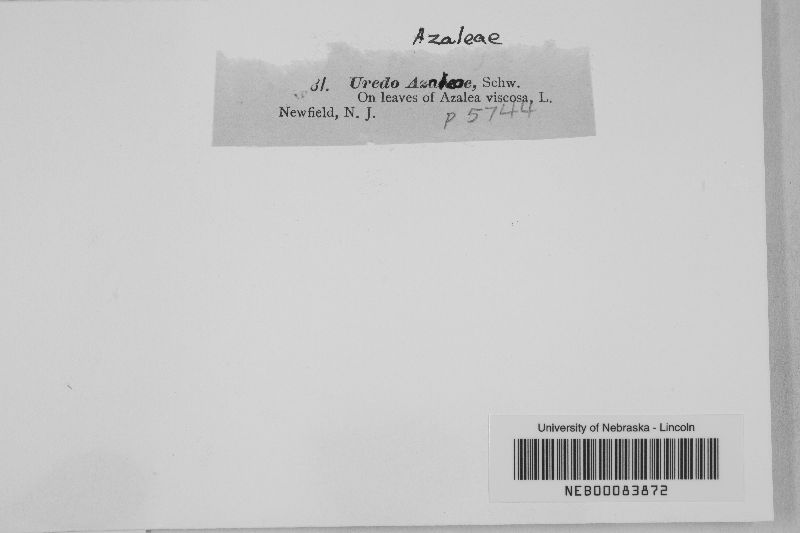 Azaleae
31. Uredo Azaleae, Schw.
On leaves of Azalea viscosa, L.
Newfield, N. J.
p 5744
University of Nebraska - Lincoln
NEB00083872